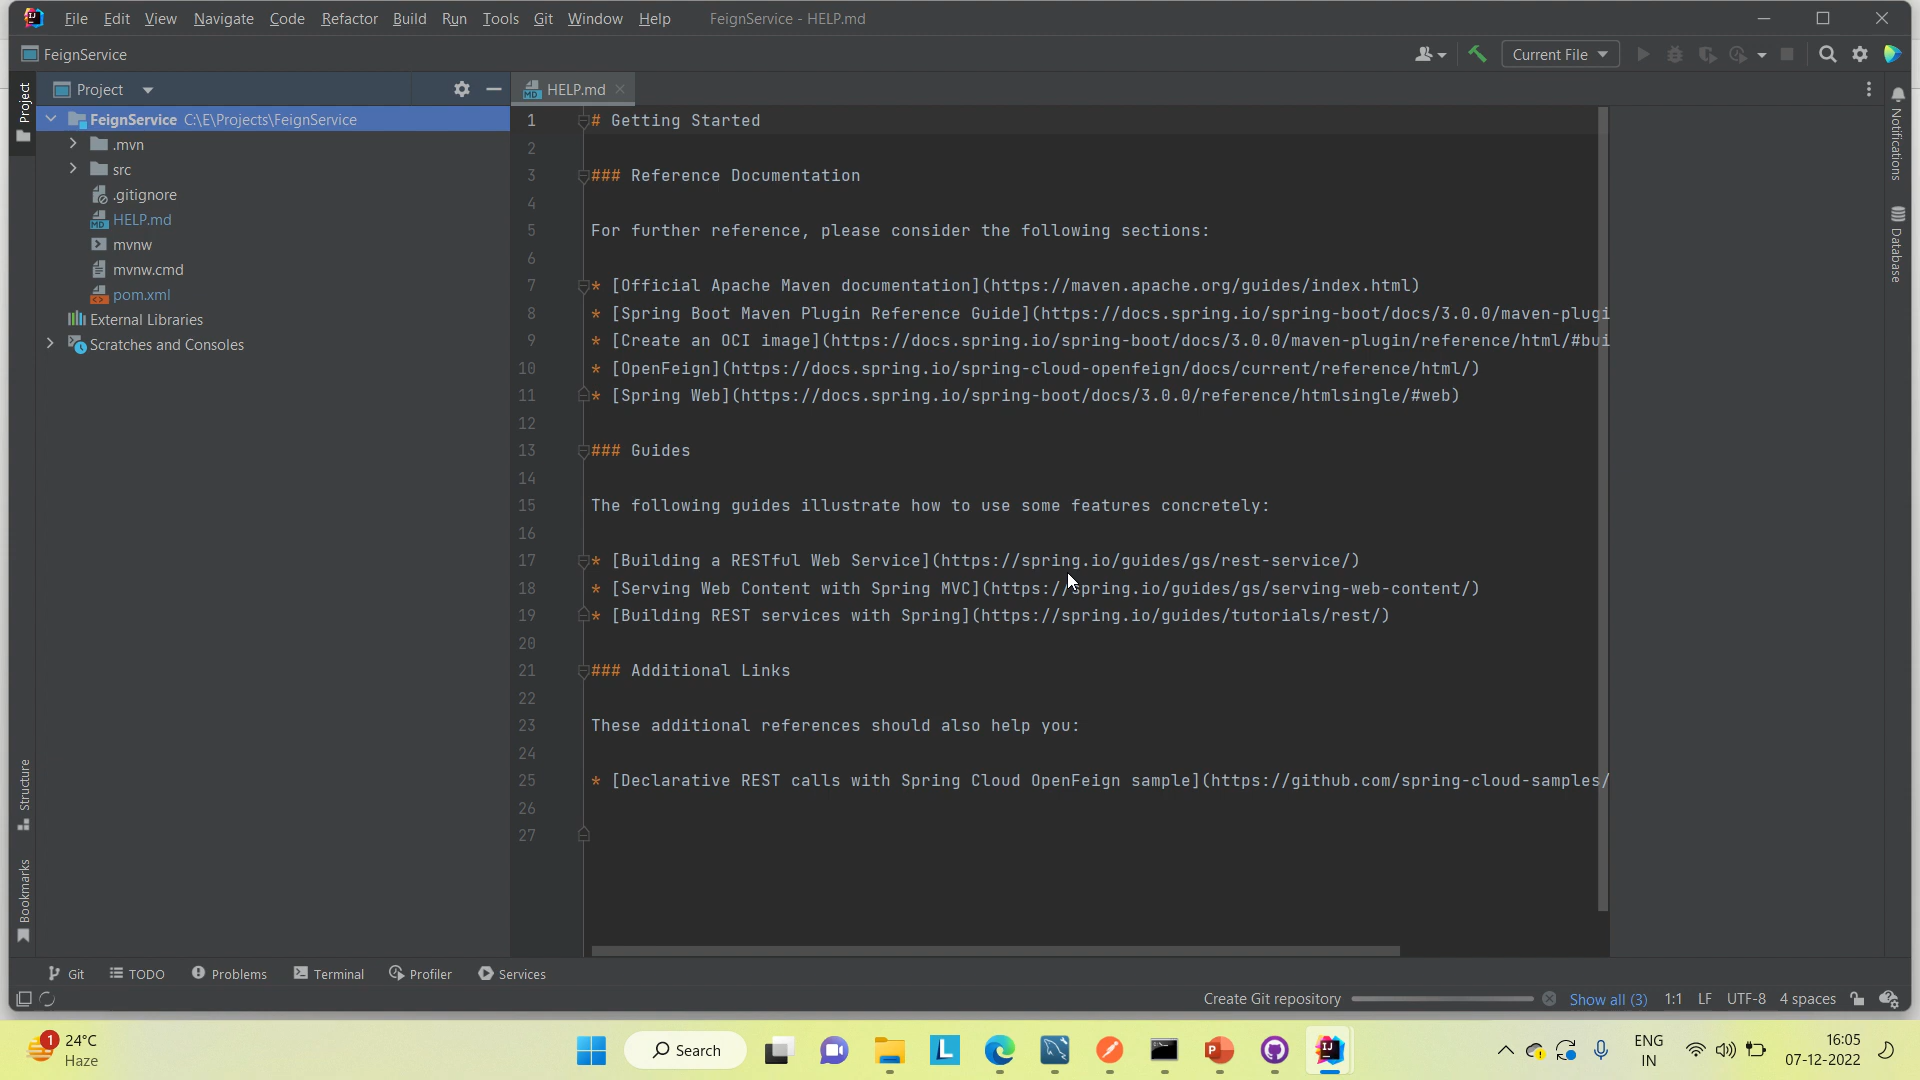 File Edit View Navigate Code Refactor Build Run Tools Git Window Help FeignService - HELP.md
FeignService
Current File
Project
HELP.md
Project
Structure
Bookmarks
FeignService C:\E\Projects\FeignService
.mvn
src
.gitignore
HELP.md
mvnw
mvnw.cmd
pom.xml
External Libraries
Scratches and Consoles
1 # Getting Started
2
3 ### Reference Documentation
4
5 For further reference, please consider the following sections:
6
7 * [Official Apache Maven documentation](https://maven.apache.org/guides/index.html)
8 * [Spring Boot Maven Plugin Reference Guide](https://docs.spring.io/spring-boot/docs/3.0.0/maven-plugi
9 * [Create an OCI image](https://docs.spring.io/spring-boot/docs/3.0.0/maven-plugin/reference/html/#bui
10 * [OpenFeign](https://docs.spring.io/spring-cloud-openfeign/docs/current/reference/html/)
11 * [Spring Web](https://docs.spring.io/spring-boot/docs/3.0.0/reference/htmlsingle/#web)
12
13 ### Guides
14
15 The following guides illustrate how to use some features concretely:
16
17 * [Building a RESTful Web Service](https://spring.io/guides/gs/rest-service/)
18 * [Serving Web Content with Spring MVC](https://spring.io/guides/gs/serving-web-content/)
19 * [Building REST services with Spring](https://spring.io/guides/tutorials/rest/)
20
21 ### Additional Links
22
23 These additional references should also help you:
24
25 * [Declarative REST calls with Spring Cloud OpenFeign sample](https://github.com/spring-cloud-samples/
26
27
Notifications
Database
Git TODO Problems Terminal Profiler Services
Create Git repository Show all (3) 1:1 LF UTF-8 4 spaces
1 24°C
Haze
Search
ENG
IN
16:05
07-12-2022